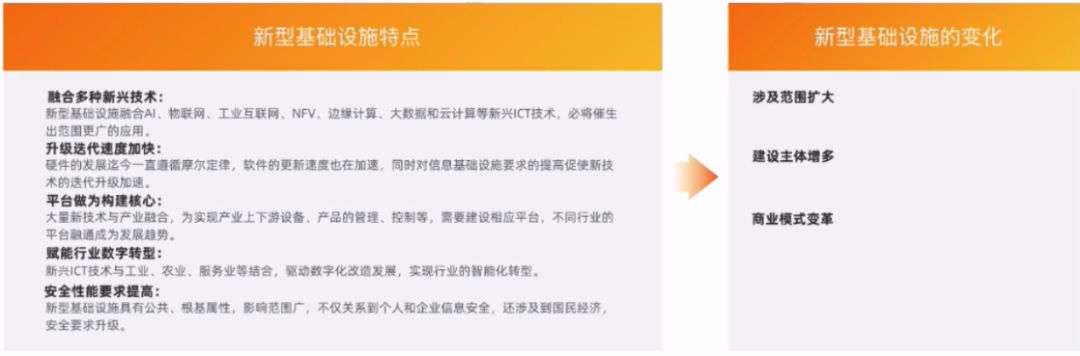 新型基础设施特点
融合多种新兴技术：
新型基础设施融合AI、物联网、工业互联网、NFV、边缘计算、大数据和云计算等新兴ICT技术，必将催生
出范围更广的应用。
升级迭代速度加快：
硬件的发展迄今一直遵循摩尔定律，软件的更新速度也在加速，同时对信息基础设施要求的提高促使新技
术的迭代升级加速。
平台做为构建核心：
大量新技术与产业融合，为实现产业上下游设备、产品的管理、控制等，需要建设相应平台，不同行业的
平台融通成为发展趋势。
赋能行业数字转型：
新兴ICT技术与工业、农业、服务业等结合，驱动数字化改造发展，实现行业的智能化转型。
安全性能要求提高：
新型基础设施具有公共、根基属性，影响范围广，不仅关系到个人和企业信息安全，还涉及到国民经济，
安全要求升级。
新型基础设施的变化
涉及范围扩大
建设主体增多
商业模式变革